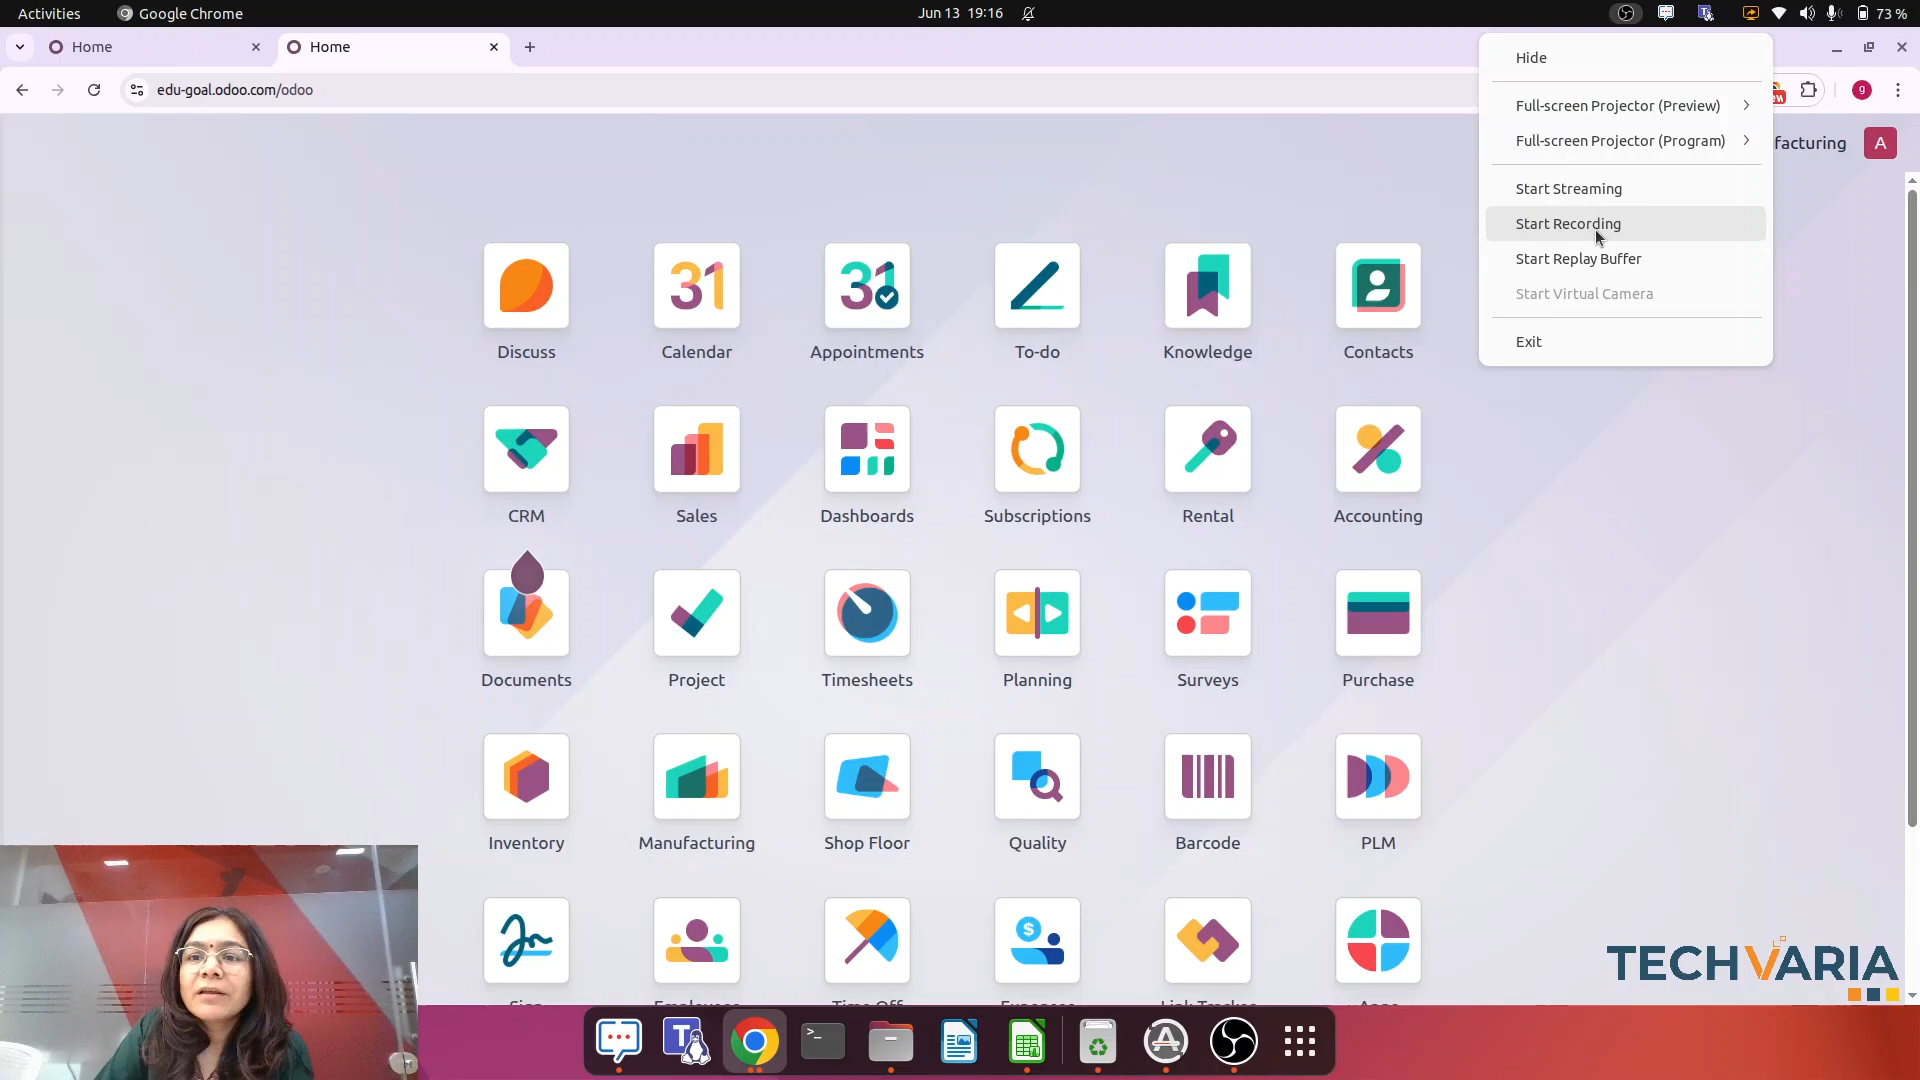 Activities
Google Chrome
Jun 13 19:16
73 %
Home
Home
edu-goal.odoo.com/odoo
g
facturing
A
Hide
Full-screen Projector (Preview)
Full-screen Projector (Program)
Start Streaming
Start Recording
Start Replay Buffer
Start Virtual Camera
Exit
31
31
Discuss
Calendar
Appointments
To-do
Knowledge
Contacts
CRM
Sales
Dashboards
Subscriptions
Rental
Accounting
Documents
Project
Timesheets
Planning
Surveys
Purchase
Inventory
Manufacturing
Shop Floor
Quality
Barcode
PLM
$
TECHVARIA